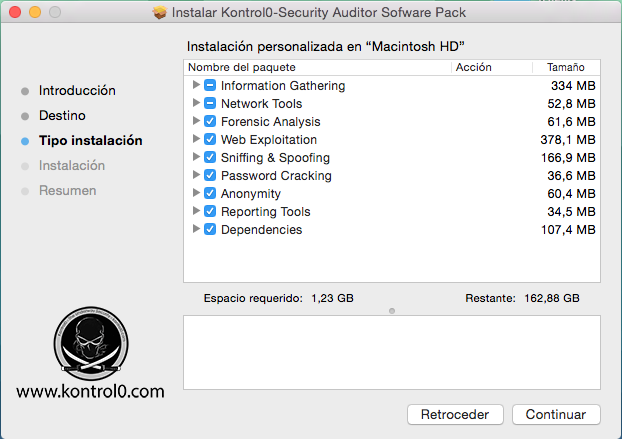 Instalar Kontrol0-Security Auditor Sofware Pack
Instalación personalizada en “Macintosh HD”
Nombre del paquete Acción Tamaño
Information Gathering 334 MB
Network Tools 52,8 MB
Forensic Analysis 61,6 MB
Web Exploitation 378,1 MB
Sniffing & Spoofing 166,9 MB
Password Cracking 36,6 MB
Anonymity 60,4 MB
Reporting Tools 34,5 MB
Dependencies 107,4 MB
Introducción
Destino
Tipo instalación
Instalación
Resumen
Espacio requerido: 1,23 GB Restante: 162,88 GB
www.kontrol0.com
Retroceder Continuar